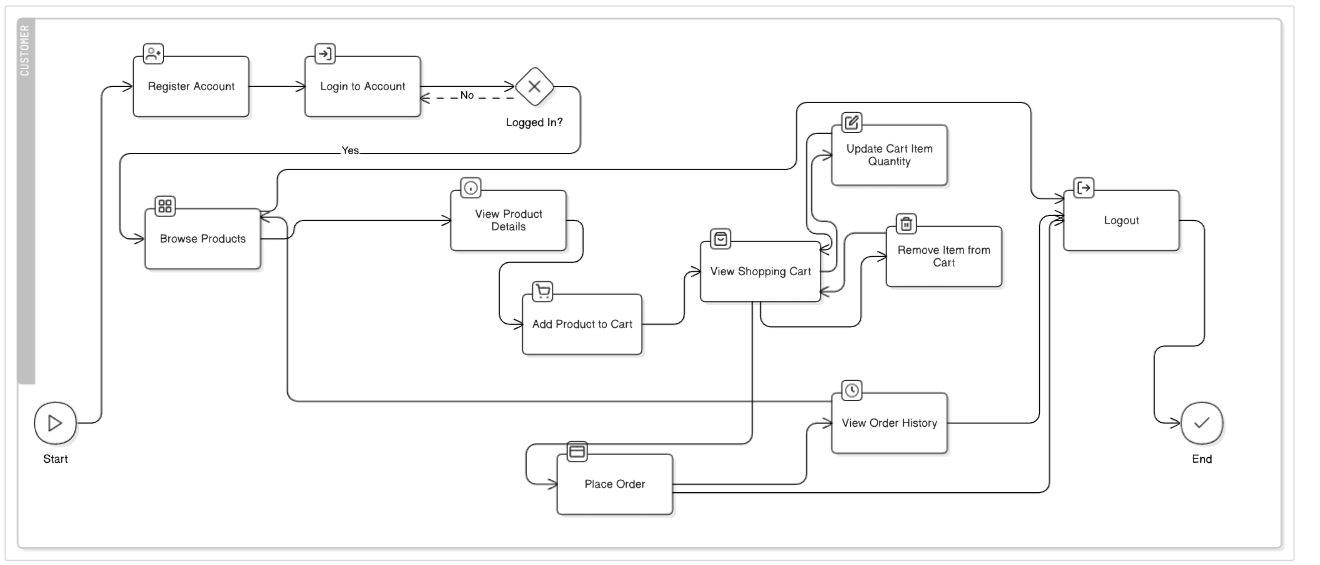 CUSTOMER
Register Account
Login to Account
No
Logged In?
Yes
Update Cart Item
Quantity
Browse Products
View Product
Details
Logout
View Shopping Cart
Remove Item from
Cart
Add Product to Cart
View Order History
Start
End
Place Order